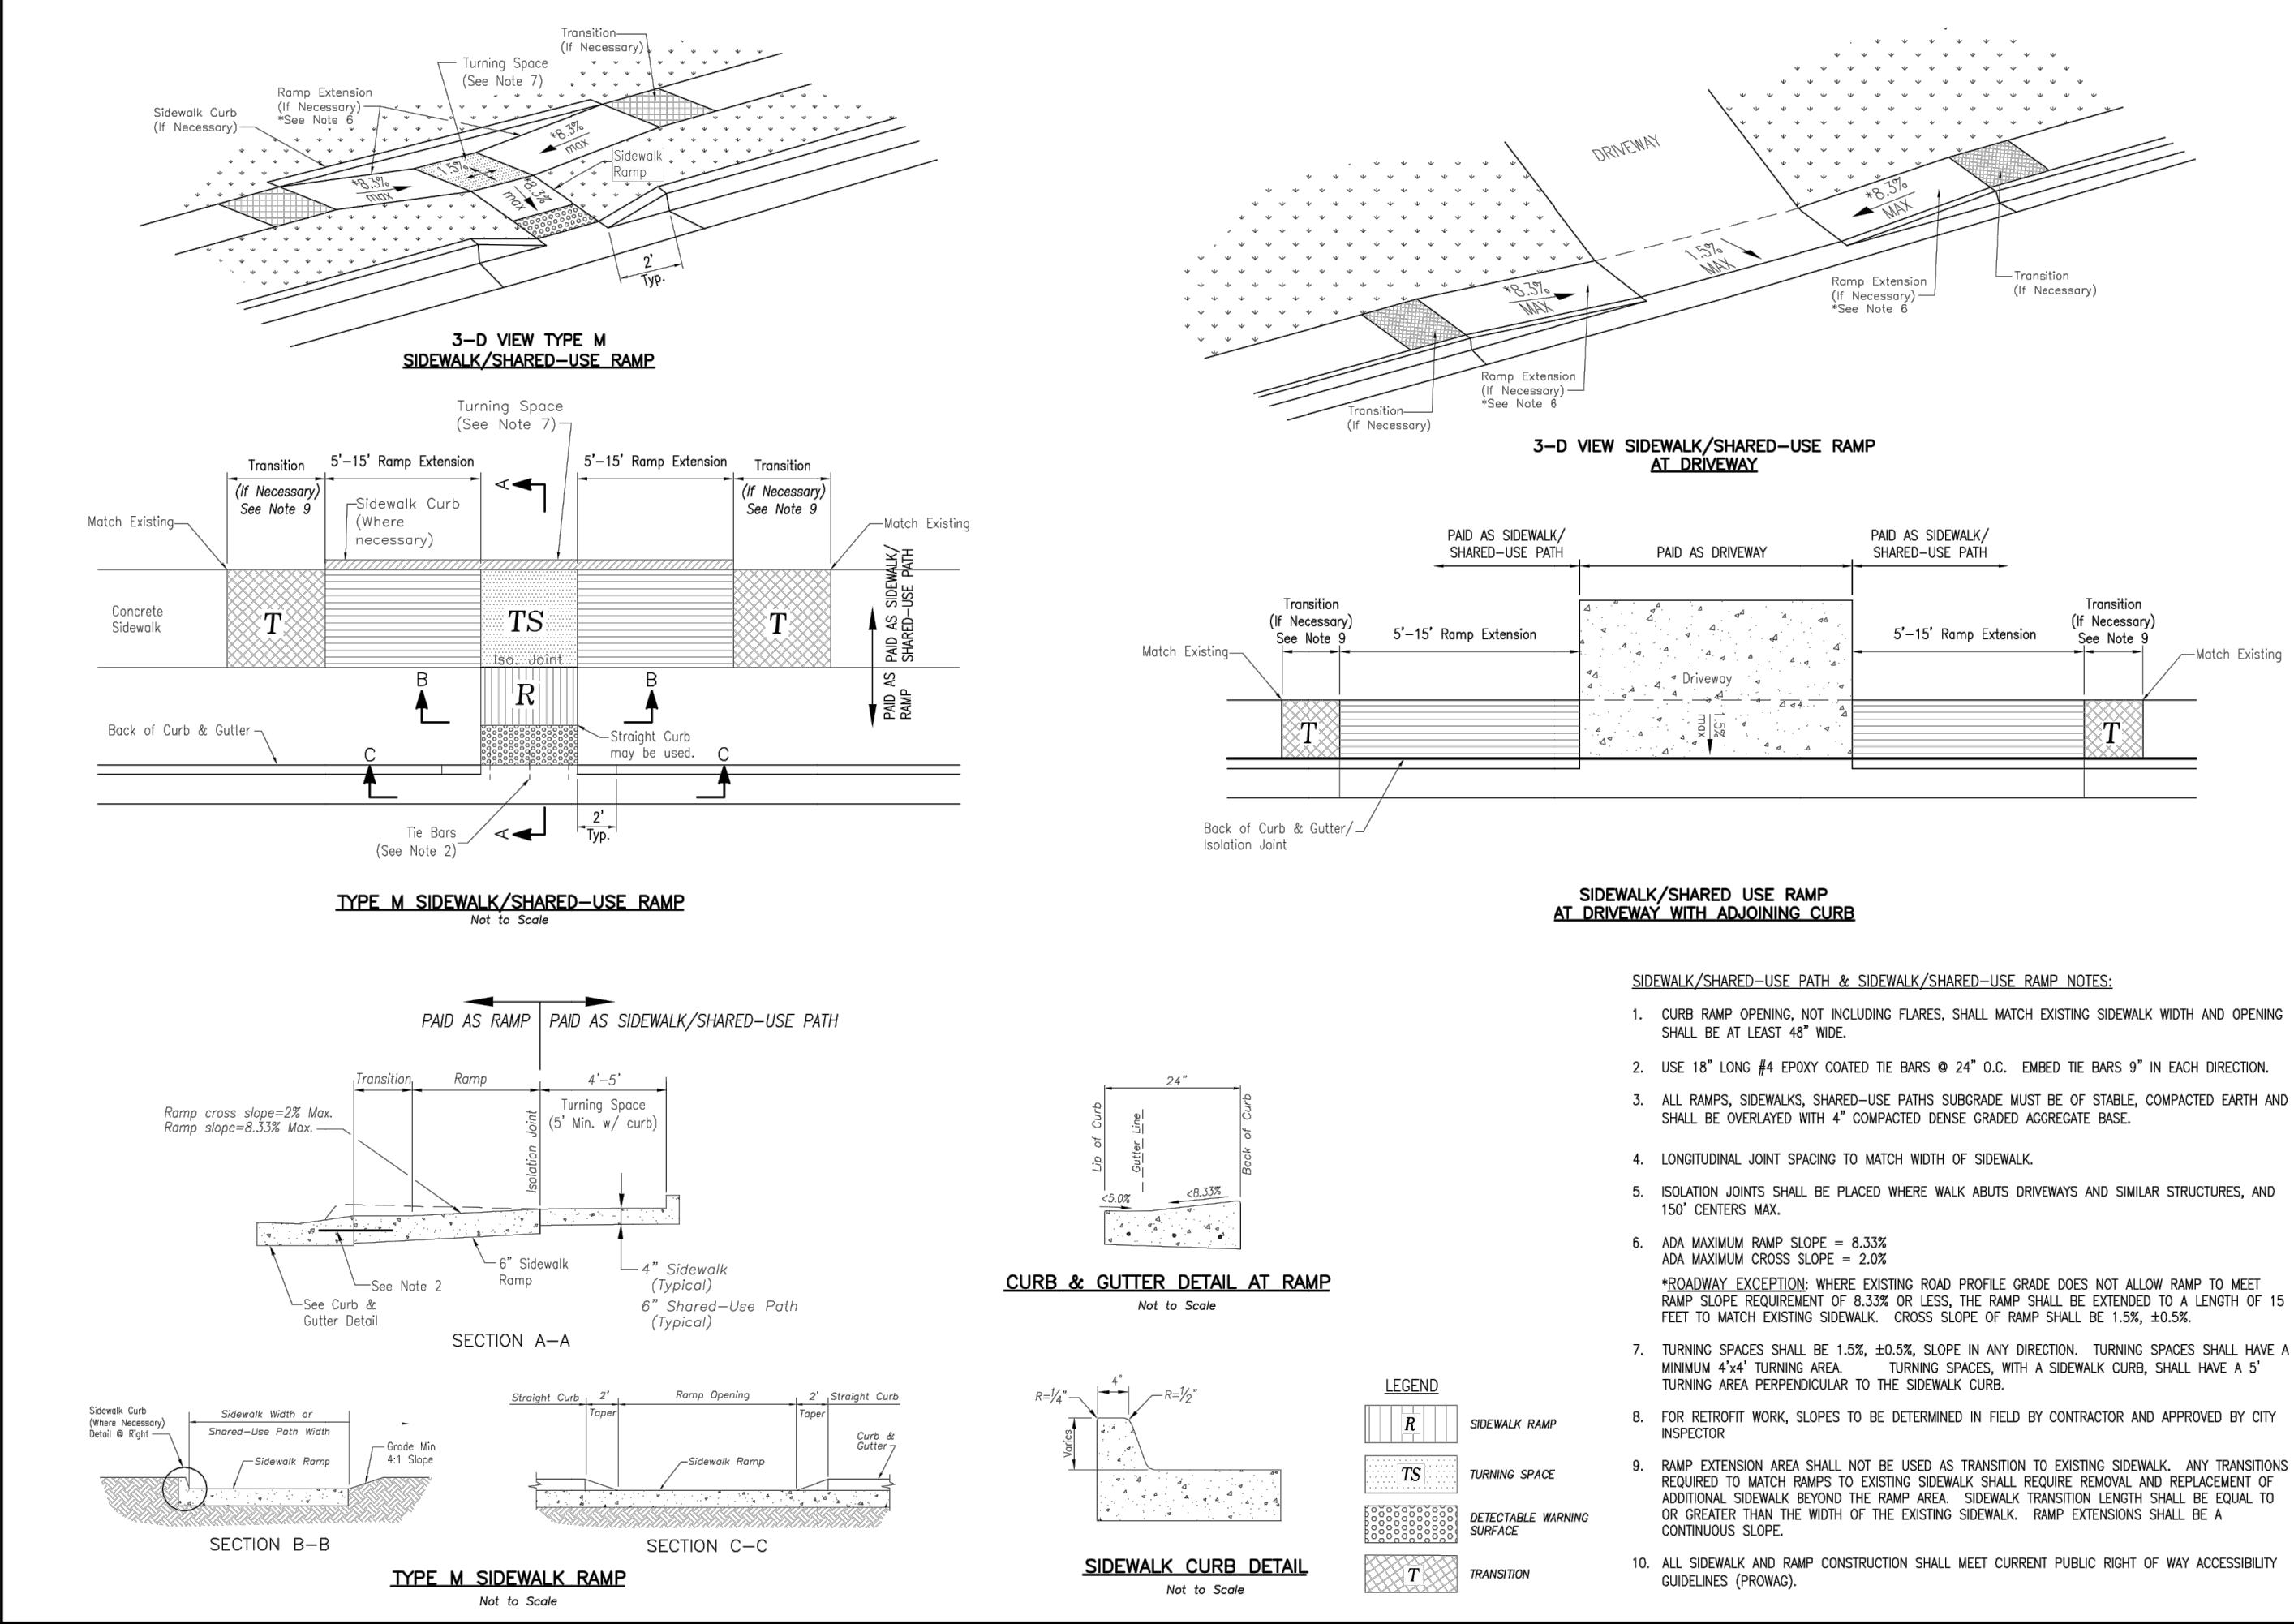 Transition
(If Necessary)
Turning Space
(See Note 7)
Ramp Extension
(If Necessary)
*See Note 6
Sidewalk Curb
(If Necessary)
*8.3%
max
1.5%
*8.3%
max
*8.3%
max
Sidewalk
Ramp
2'
Typ.
3-D VIEW TYPE M
SIDEWALK/SHARED-USE RAMP
DRIVEWAY
*8.3%
MAX
1.5%
MAX
*8.3%
MAX
Transition
(If Necessary)
Ramp Extension
(If Necessary)
*See Note 6
Ramp Extension
(If Necessary)
*See Note 6
Transition
(If Necessary)
3-D VIEW SIDEWALK/SHARED-USE RAMP
AT DRIVEWAY
Turning Space
(See Note 7)
Transition
(If Necessary)
See Note 9
5'-15' Ramp Extension
A
5'-15' Ramp Extension
Transition
(If Necessary)
See Note 9
Match Existing
Sidewalk Curb
(Where
necessary)
Match Existing
Concrete
Sidewalk
T
TS
T
Iso. Joint
PAID AS SIDEWALK/
SHARED-USE PATH
PAID AS
RAMP
B
R
B
Back of Curb & Gutter
Straight Curb
may be used.
C
C
Tie Bars
(See Note 2)
A
2'
Typ.
TYPE M SIDEWALK/SHARED-USE RAMP
Not to Scale
PAID AS SIDEWALK/
SHARED-USE PATH
PAID AS DRIVEWAY
PAID AS SIDEWALK/
SHARED-USE PATH
Transition
(If Necessary)
See Note 9
5'-15' Ramp Extension
5'-15' Ramp Extension
Transition
(If Necessary)
See Note 9
Match Existing
Match Existing
Driveway
T
1.5%
max
T
Back of Curb & Gutter/
Isolation Joint
SIDEWALK/SHARED USE RAMP
AT DRIVEWAY WITH ADJOINING CURB
PAID AS RAMP
PAID AS SIDEWALK/SHARED-USE PATH
Transition
Ramp
4'-5'
Turning Space
(5' Min. w/ curb)
Ramp cross slope=2% Max.
Ramp slope=8.33% Max.
Isolation Joint
See Note 2
See Curb &
Gutter Detail
6" Sidewalk
Ramp
4" Sidewalk
(Typical)
6" Shared-Use Path
(Typical)
SECTION A-A
Sidewalk Curb
(Where Necessary)
Detail @ Right
Sidewalk Width or
Shared-Use Path Width
Sidewalk Ramp
Grade Min
4:1 Slope
SECTION B-B
Straight Curb
2'
Taper
Ramp Opening
2'
Taper
Straight Curb
Curb &
Gutter
Sidewalk Ramp
SECTION C-C
TYPE M SIDEWALK RAMP
Not to Scale
24"
Lip of Curb
Gutter Line
Back of Curb
<5.0%
<8.33%
CURB & GUTTER DETAIL AT RAMP
Not to Scale
4"
R=1/4"
R=1/2"
Varies
SIDEWALK CURB DETAIL
Not to Scale
LEGEND
R
SIDEWALK RAMP
TS
TURNING SPACE
DETECTABLE WARNING
SURFACE
T
TRANSITION
SIDEWALK/SHARED-USE PATH & SIDEWALK/SHARED-USE RAMP NOTES:
1. CURB RAMP OPENING, NOT INCLUDING FLARES, SHALL MATCH EXISTING SIDEWALK WIDTH AND OPENING
SHALL BE AT LEAST 48" WIDE.
2. USE 18" LONG #4 EPOXY COATED TIE BARS @ 24" O.C. EMBED TIE BARS 9" IN EACH DIRECTION.
3. ALL RAMPS, SIDEWALKS, SHARED-USE PATHS SUBGRADE MUST BE OF STABLE, COMPACTED EARTH AND
SHALL BE OVERLAYED WITH 4" COMPACTED DENSE GRADED AGGREGATE BASE.
4. LONGITUDINAL JOINT SPACING TO MATCH WIDTH OF SIDEWALK.
5. ISOLATION JOINTS SHALL BE PLACED WHERE WALK ABUTS DRIVEWAYS AND SIMILAR STRUCTURES, AND
150' CENTERS MAX.
6. ADA MAXIMUM RAMP SLOPE = 8.33%
ADA MAXIMUM CROSS SLOPE = 2.0%
*ROADWAY EXCEPTION: WHERE EXISTING ROAD PROFILE GRADE DOES NOT ALLOW RAMP TO MEET
RAMP SLOPE REQUIREMENT OF 8.33% OR LESS, THE RAMP SHALL BE EXTENDED TO A LENGTH OF 15
FEET TO MATCH EXISTING SIDEWALK. CROSS SLOPE OF RAMP SHALL BE 1.5%, ±0.5%.
7. TURNING SPACES SHALL BE 1.5%, ±0.5%, SLOPE IN ANY DIRECTION. TURNING SPACES SHALL HAVE A
MINIMUM 4'x4' TURNING AREA. TURNING SPACES, WITH A SIDEWALK CURB, SHALL HAVE A 5'
TURNING AREA PERPENDICULAR TO THE SIDEWALK CURB.
8. FOR RETROFIT WORK, SLOPES TO BE DETERMINED IN FIELD BY CONTRACTOR AND APPROVED BY CITY
INSPECTOR
9. RAMP EXTENSION AREA SHALL NOT BE USED AS TRANSITION TO EXISTING SIDEWALK. ANY TRANSITIONS
REQUIRED TO MATCH RAMPS TO EXISTING SIDEWALK SHALL REQUIRE REMOVAL AND REPLACEMENT OF
ADDITIONAL SIDEWALK BEYOND THE RAMP AREA. SIDEWALK TRANSITION LENGTH SHALL BE EQUAL TO
OR GREATER THAN THE WIDTH OF THE EXISTING SIDEWALK. RAMP EXTENSIONS SHALL BE A
CONTINUOUS SLOPE.
10. ALL SIDEWALK AND RAMP CONSTRUCTION SHALL MEET CURRENT PUBLIC RIGHT OF WAY ACCESSIBILITY
GUIDELINES (PROWAG).